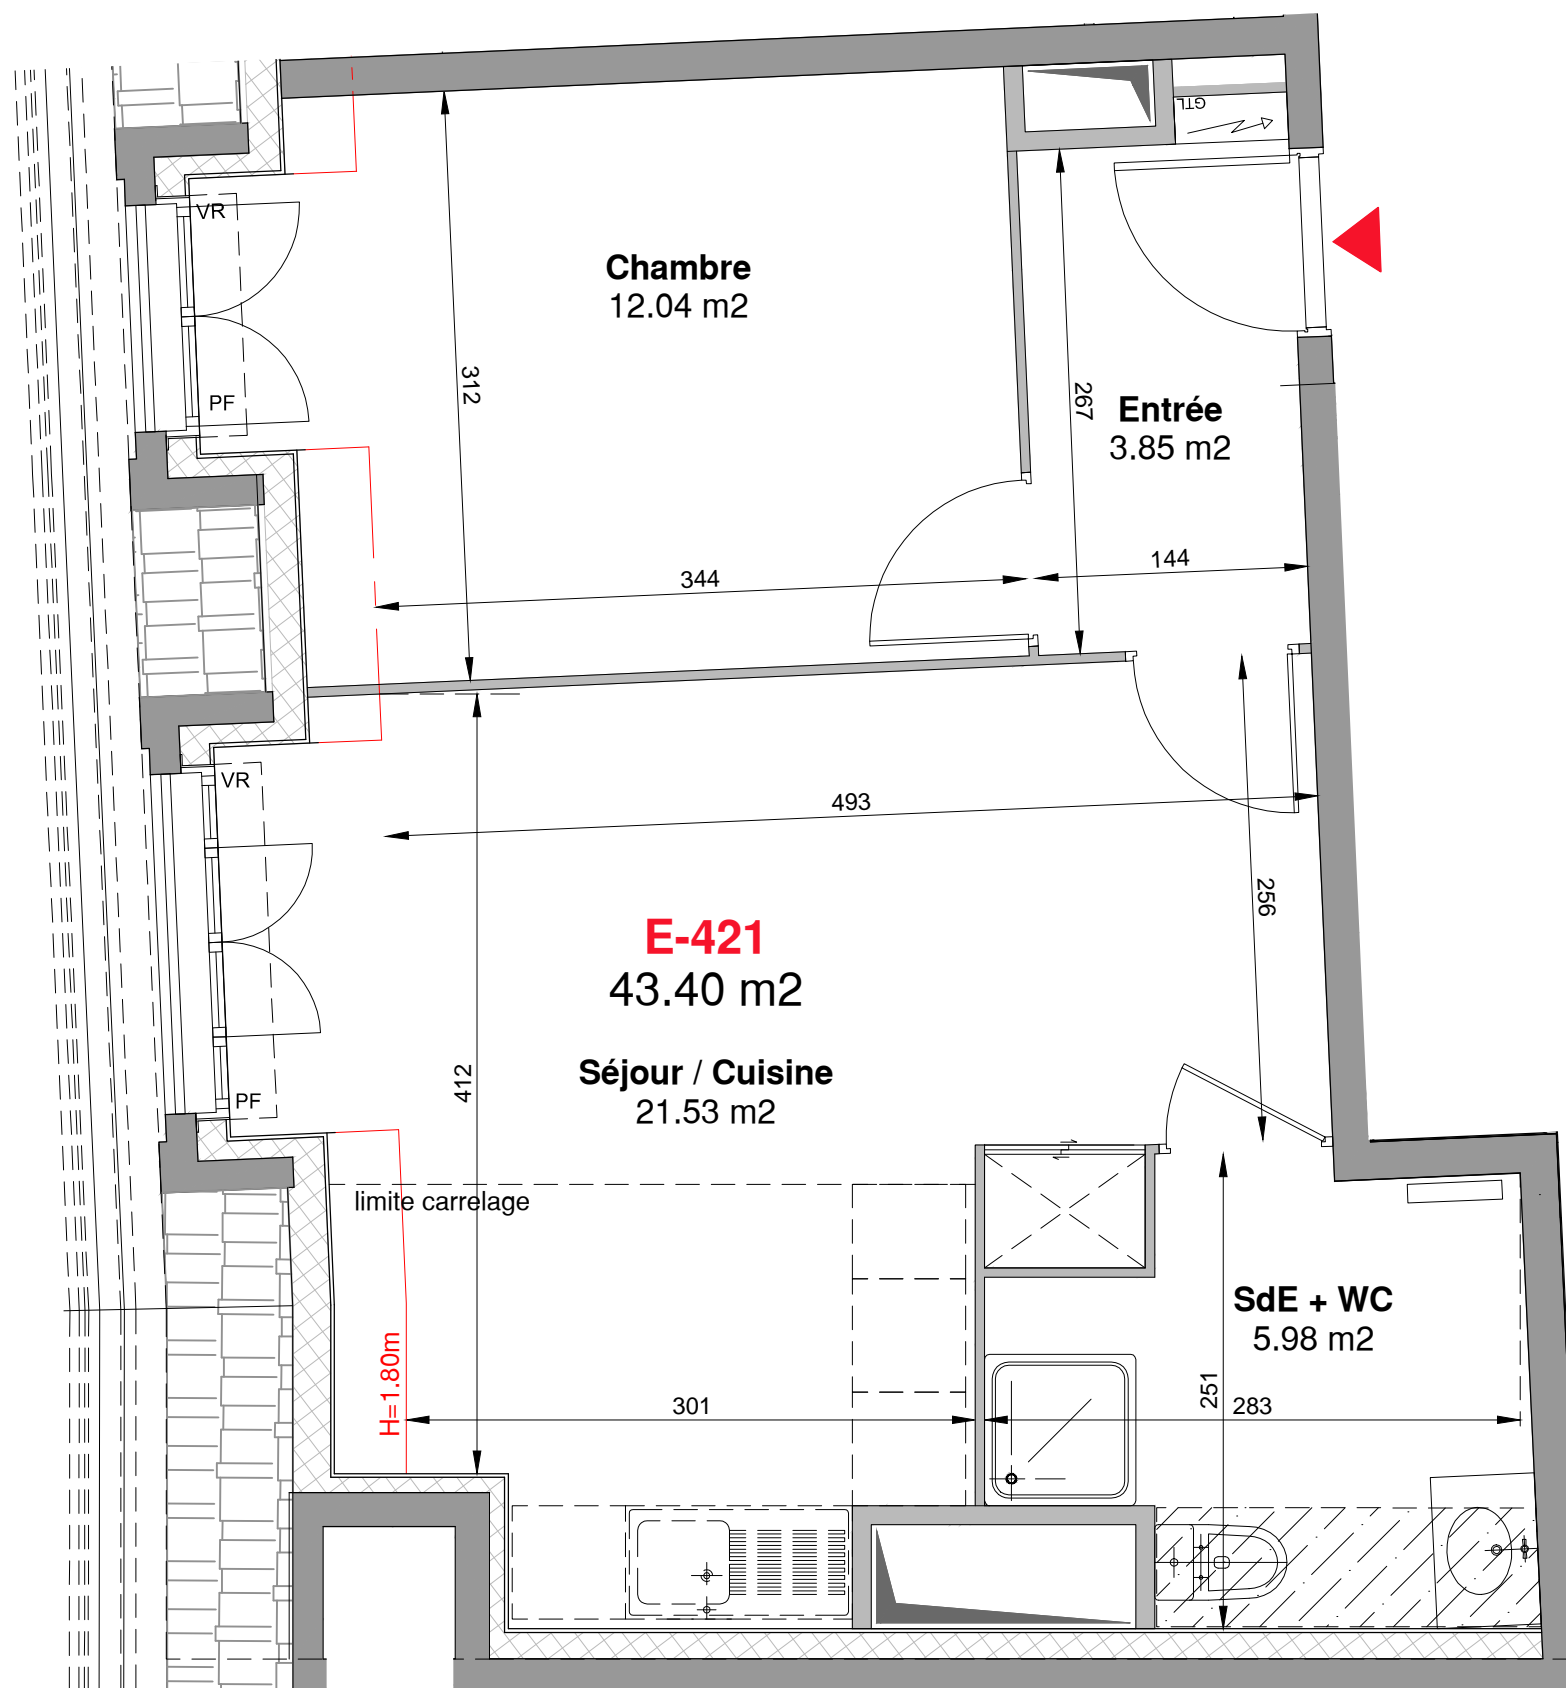 GTL
VR
Chambre
12.04 m2
312
PF
267
Entrée
3.85 m2
344
144
VR
493
256
E-421
43.40 m2
Séjour / Cuisine
21.53 m2
412
PF
limite carrelage
SdE + WC
5.98 m2
H=1.80m
301
251
283